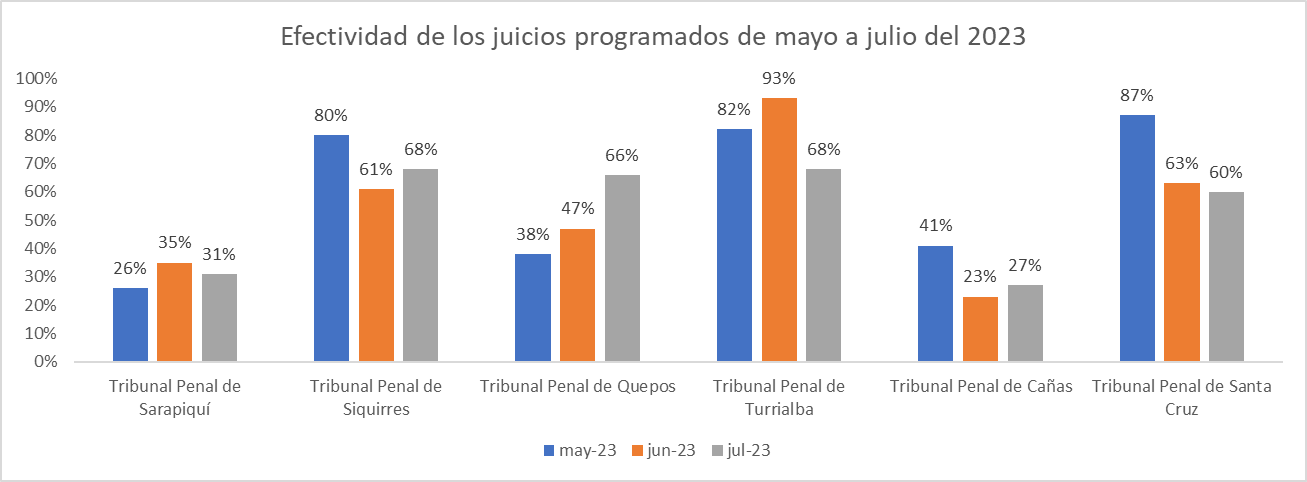 Efectividad de los juicios programados de mayo a julio del 2023
100%
90%
80%
70%
60%
50%
40%
30%
20%
10%
0%
26%
35%
31%
80%
61%
68%
38%
47%
66%
82%
93%
68%
41%
23%
27%
87%
63%
60%
Tribunal Penal de
Sarapiquí
Tribunal Penal de
Siquirres
Tribunal Penal de Quepos
Tribunal Penal de
Turrialba
Tribunal Penal de Cañas
Tribunal Penal de Santa
Cruz
may-23 jun-23 jul-23